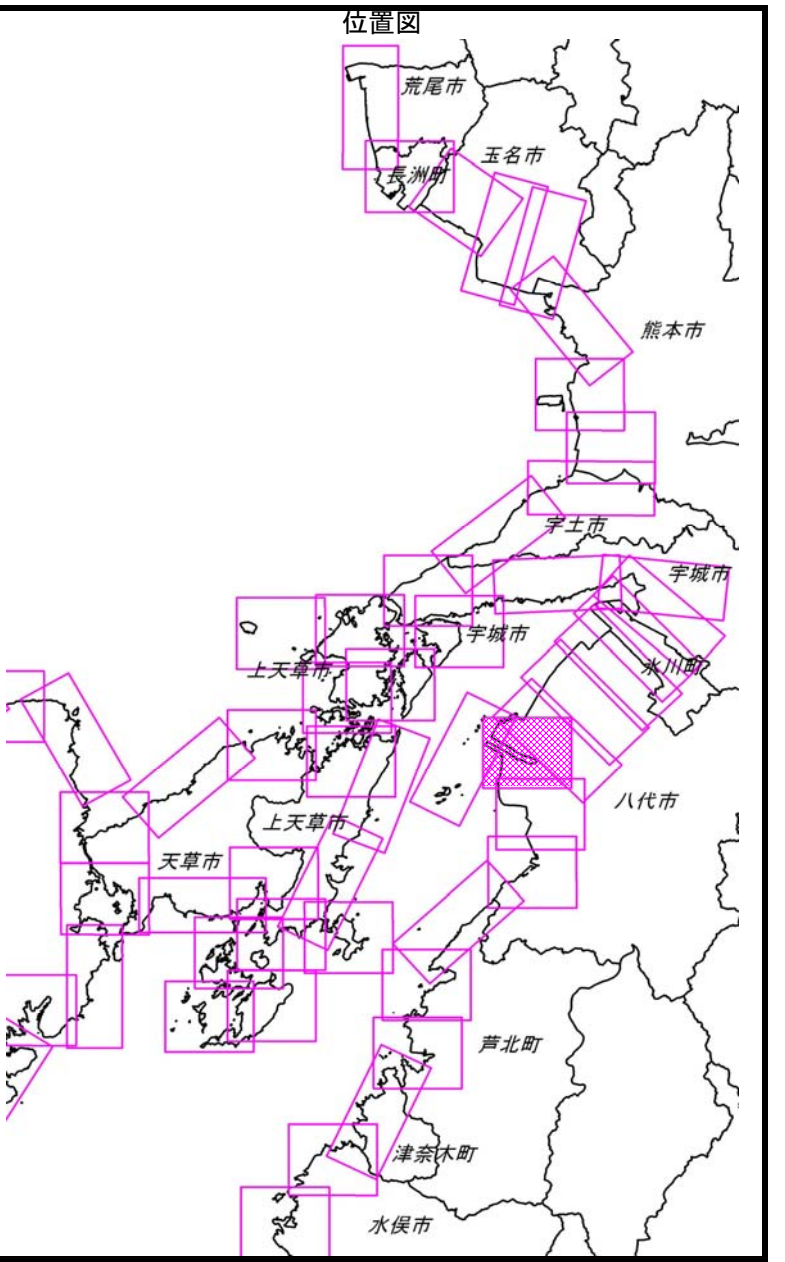 位置図
荒尾市
玉名市
長洲町
熊本市
宇土市
宇城市
宇城市
氷川町
上天草市
八代市
上天草市
天草市
芦北町
津奈木町
水俣市